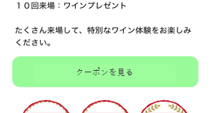 １０回来場：ワインプレゼント
たくさん来場して、特別なワイン体験をお楽しみ
ください。
クーポンを見る